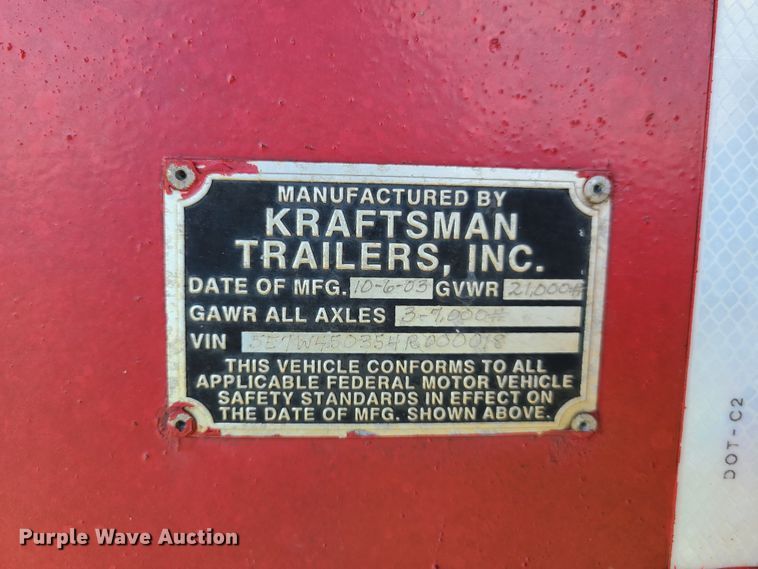 MANUFACTURED BY
KRAFTSMAN
TRAILERS, INC.
DATE OF MFG. 10-6-03 GVWR 21,000#
GAWR ALL AXLES 3-7,000#
VIN
THIS VEHICLE CONFORMS TO ALL
APPLICABLE FEDERAL MOTOR VEHICLE
SAFETY STANDARDS IN EFFECT ON
THE DATE OF MFG. SHOWN ABOVE.
DOT-C2
Purple Wave Auction